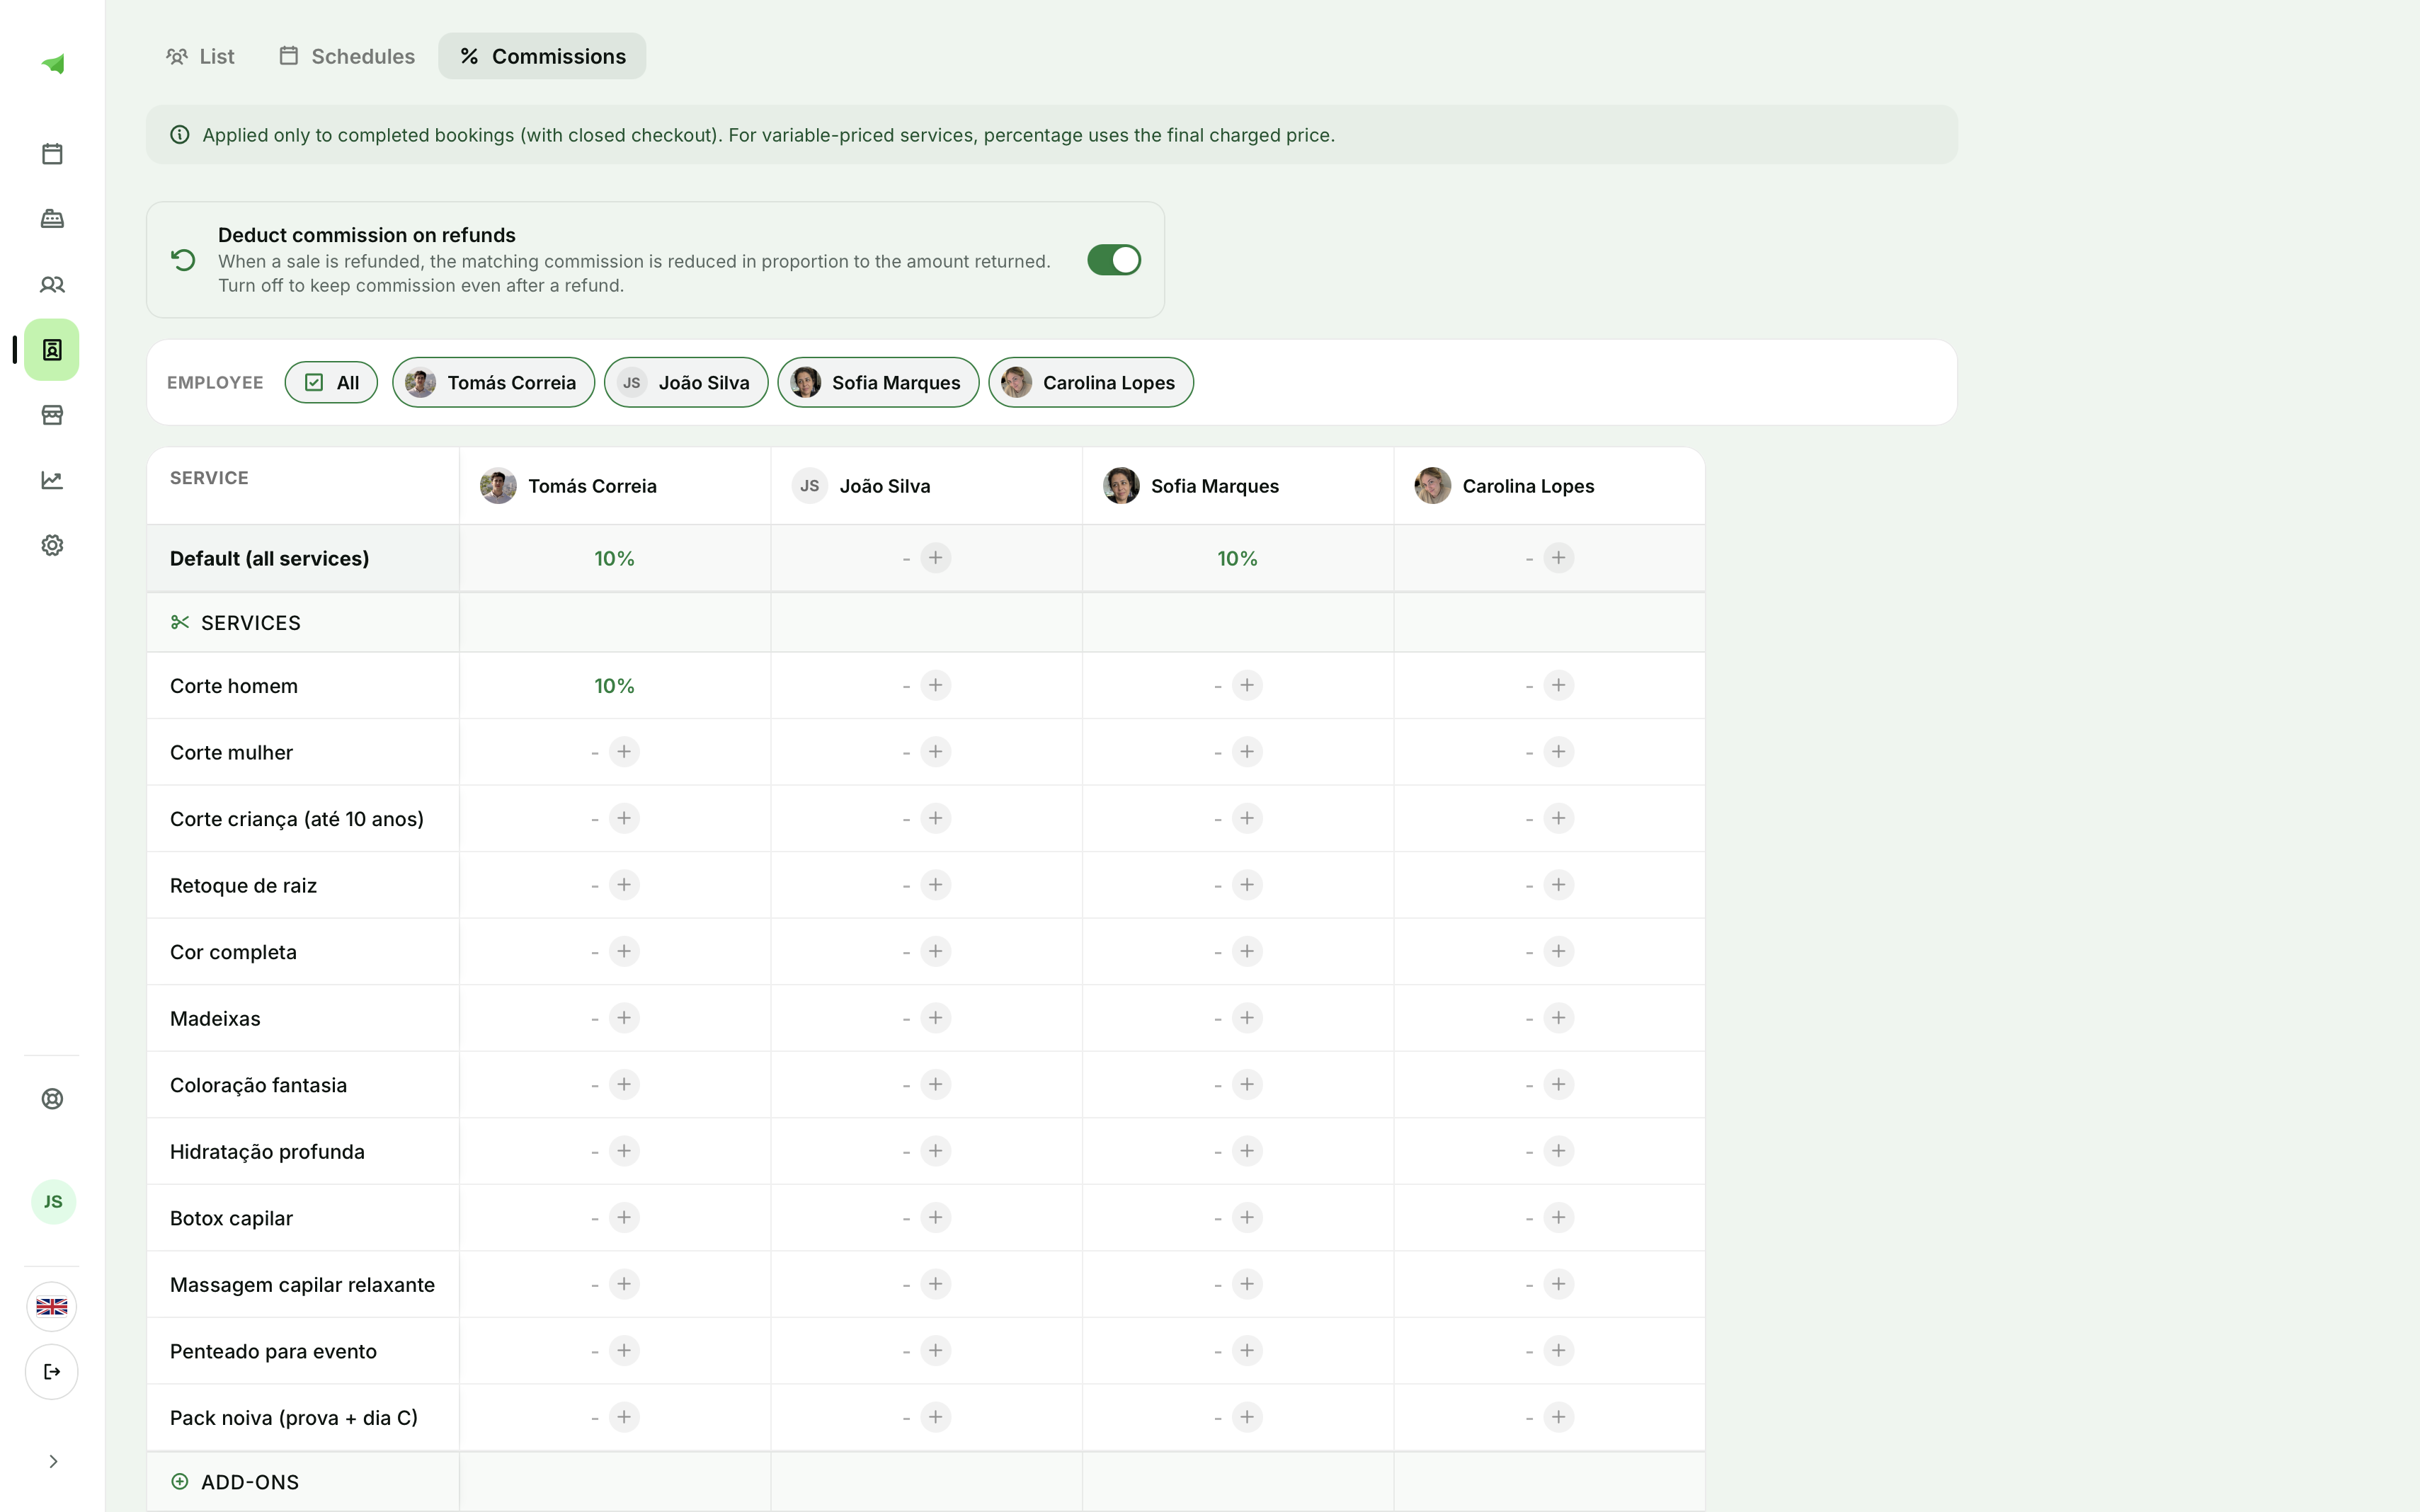 List
Schedules
% Commissions
Applied only to completed bookings (with closed checkout). For variable-priced services, percentage uses the final charged price.
Deduct commission on refunds
When a sale is refunded, the matching commission is reduced in proportion to the amount returned.
Turn off to keep commission even after a refund.
EMPLOYEE All Tomás Correia JS João Silva Sofia Marques Carolina Lopes
SERVICE Tomás Correia JS João Silva Sofia Marques Carolina Lopes
Default (all services) 10% - + 10% - +
SERVICES
Corte homem 10% - + - + - +
Corte mulher - + - + - + - +
Corte criança (até 10 anos) - + - + - + - +
Retoque de raiz - + - + - + - +
Cor completa - + - + - + - +
Madeixas - + - + - + - +
Coloração fantasia - + - + - + - +
Hidratação profunda - + - + - + - +
Botox capilar - + - + - + - +
Massagem capilar relaxante - + - + - + - +
Penteado para evento - + - + - + - +
Pack noiva (prova + dia C) - + - + - + - +
ADD-ONS
JS